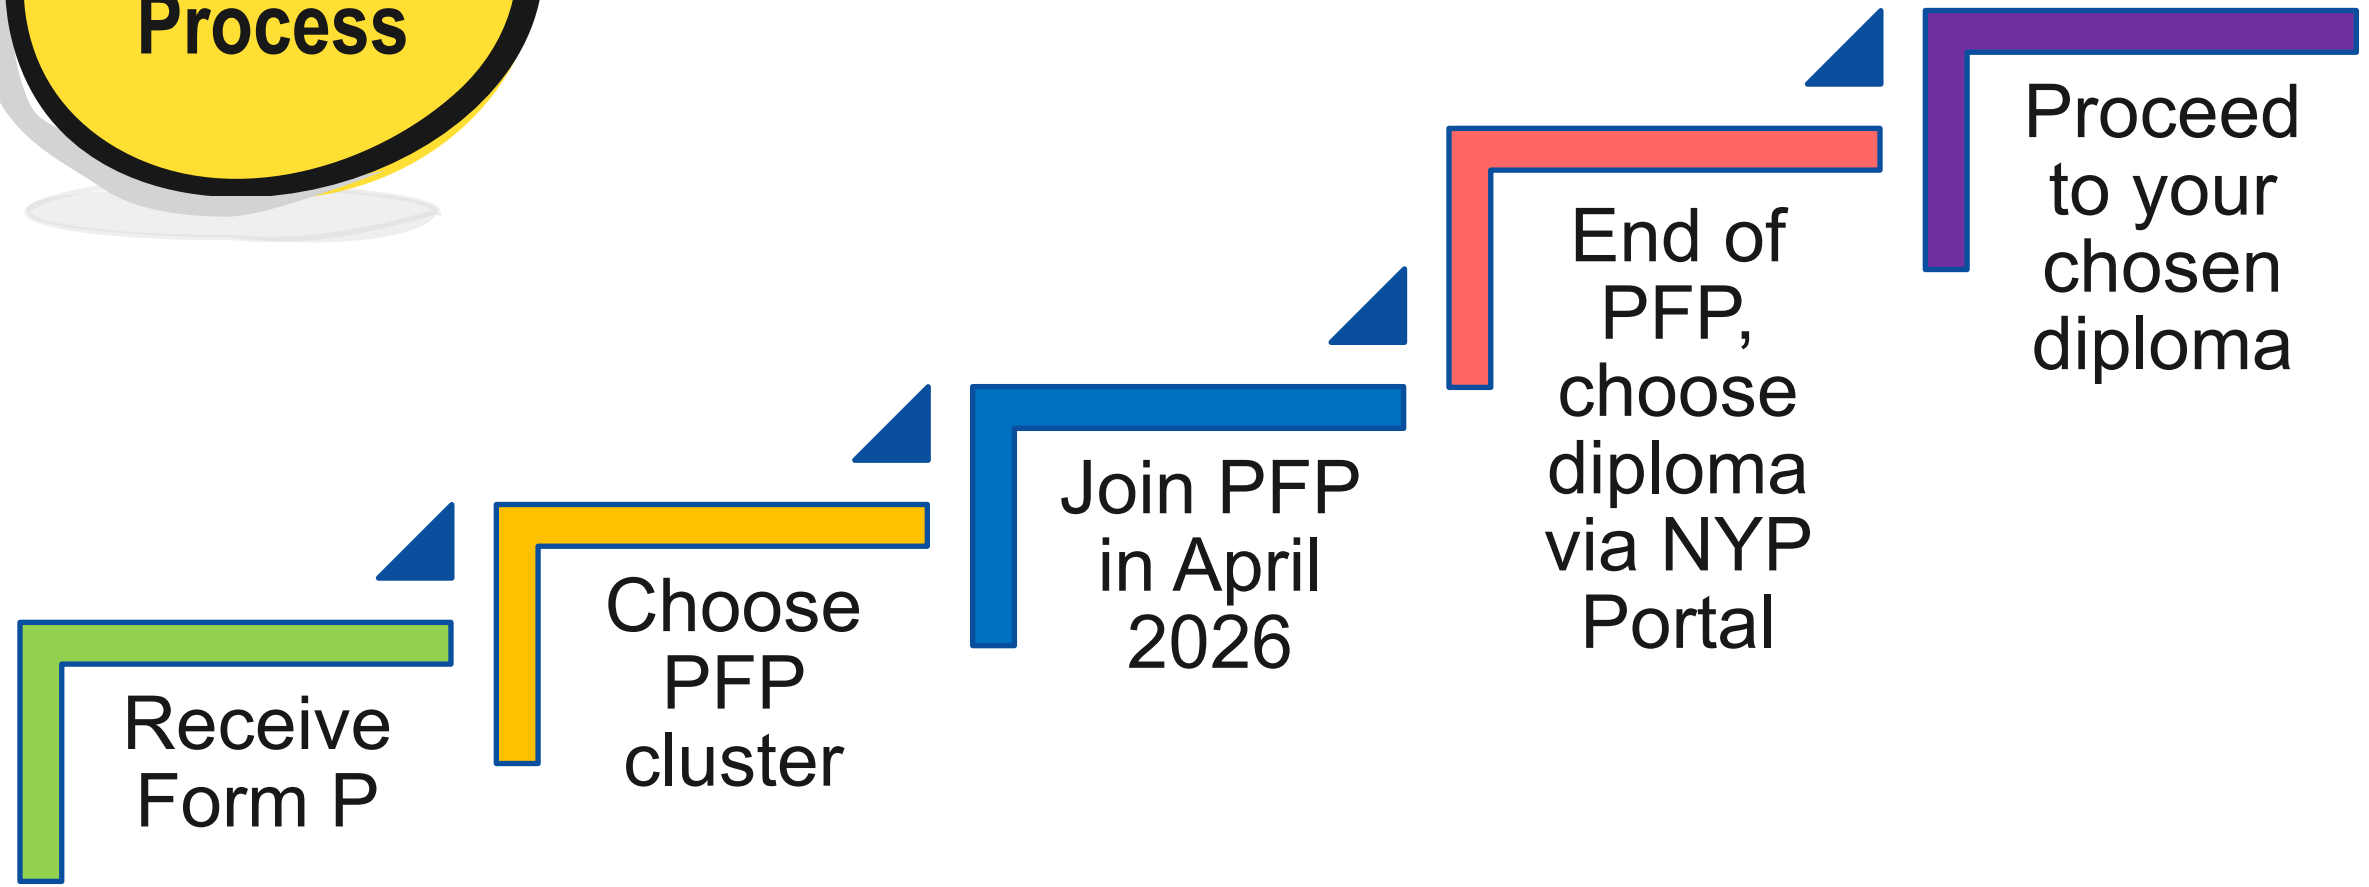 Process
Receive
Form P
Choose
PFP
cluster
Join PFP
in April
2026
End of
PFP,
choose
diploma
via NYP
Portal
Proceed
to your
chosen
diploma